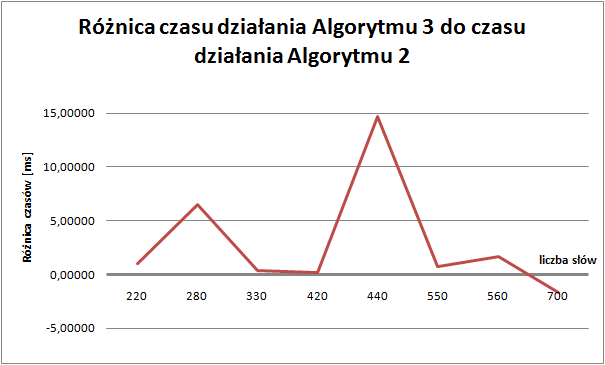 Różnica czasu działania Algorytmu 3 do czasu
działania Algorytmu 2
Różnica czasów [ms]
15,00000
10,00000
5,00000
0,00000
-5,00000
liczba słów
220 280 330 420 440 550 560 700